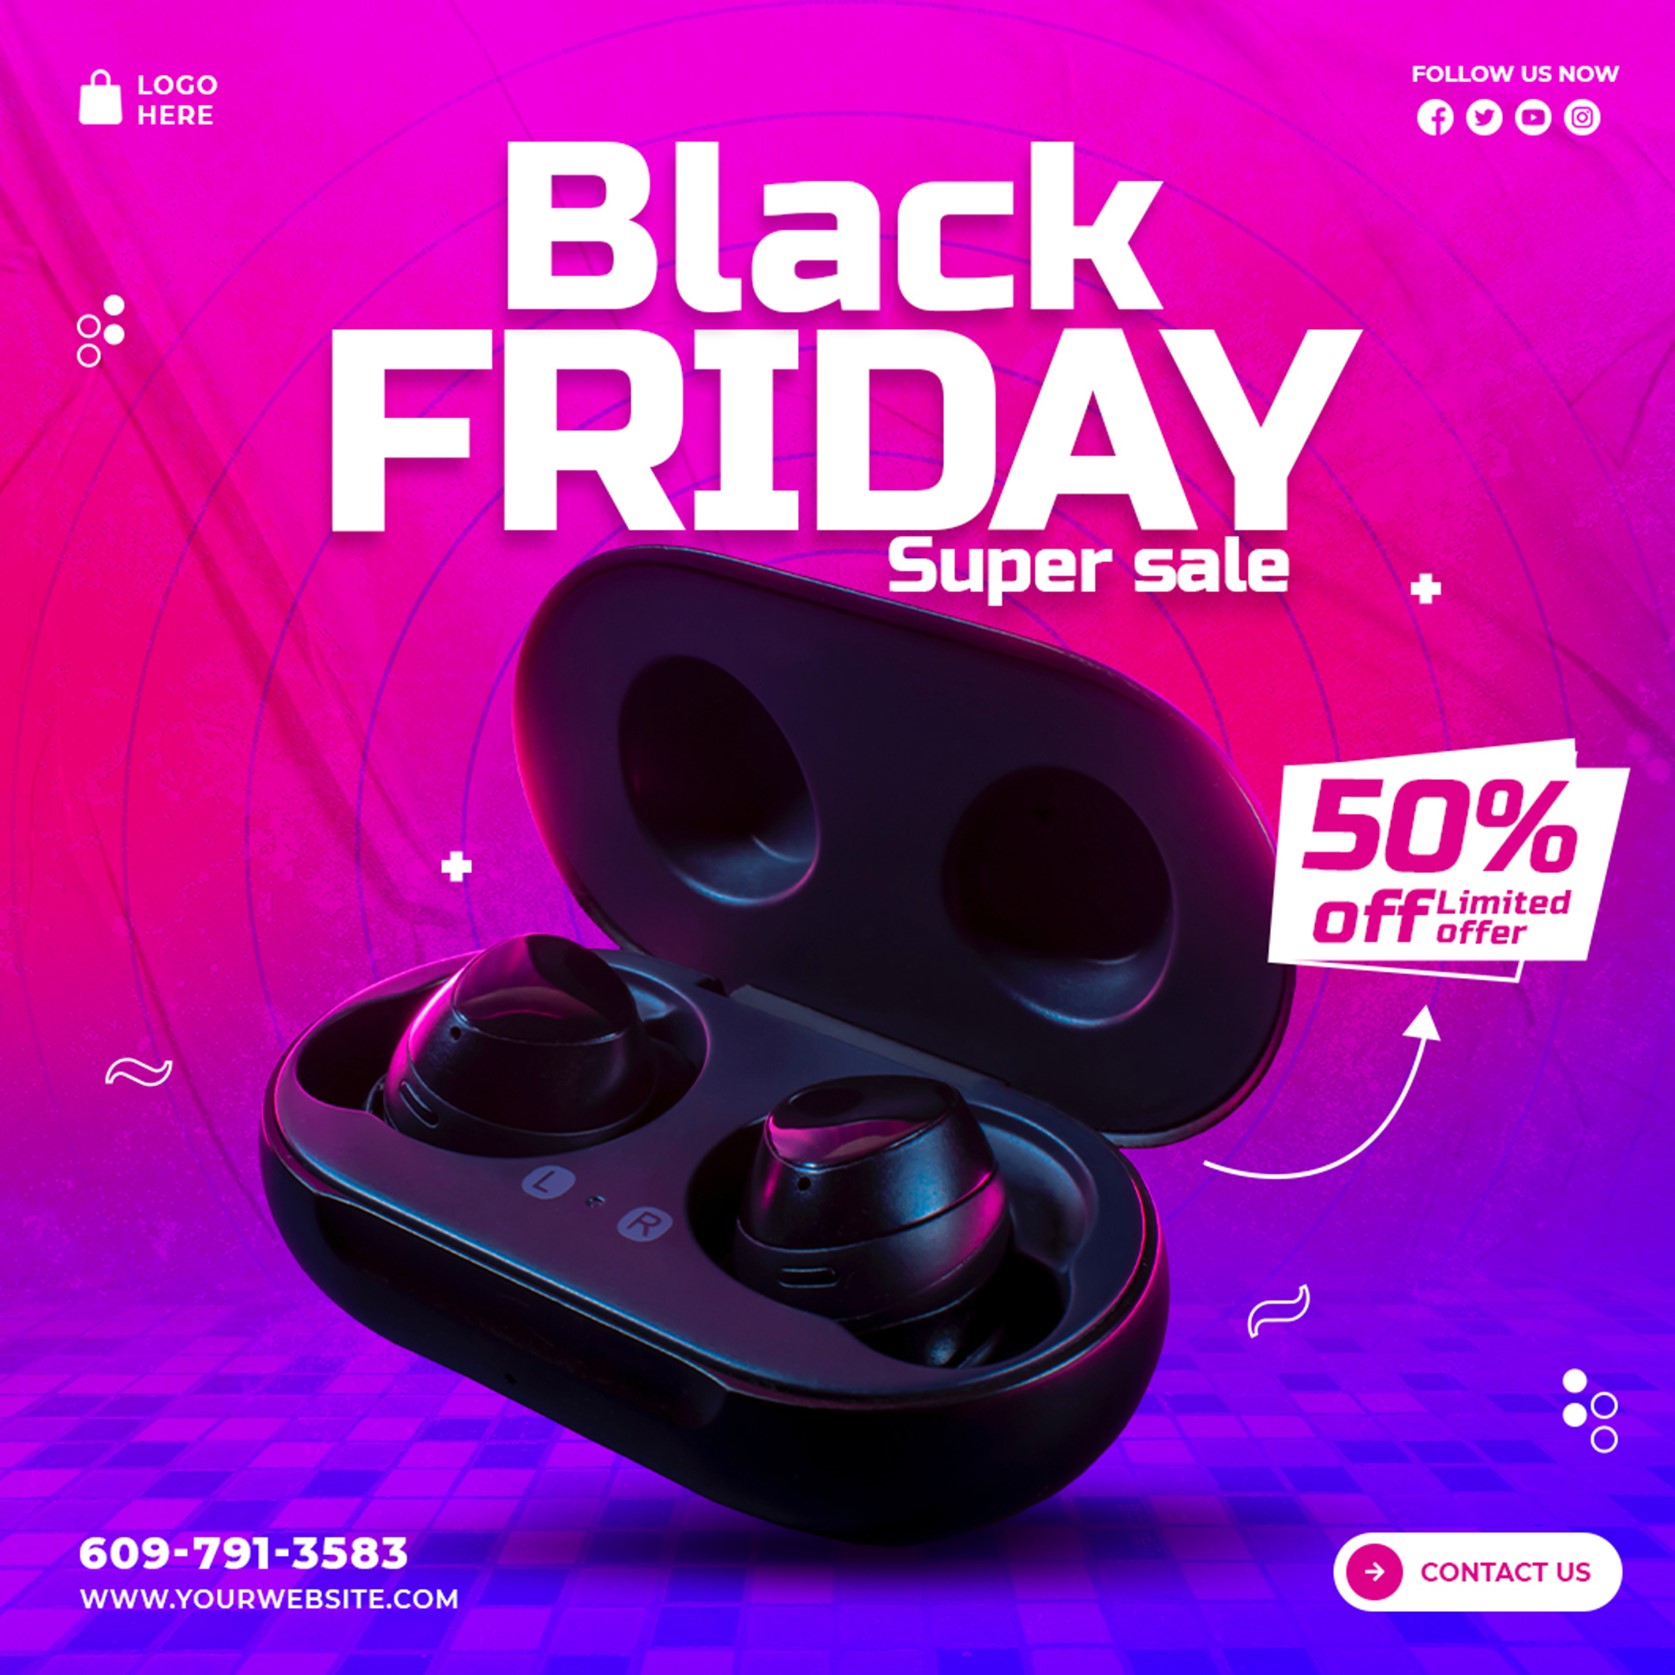 LOGO
HERE
FOLLOW US NOW
Black
FRIDAY
Super sale
50%
off Limited
offer
L
R
609-791-3583
WWW.YOURWEBSITE.COM
CONTACT US